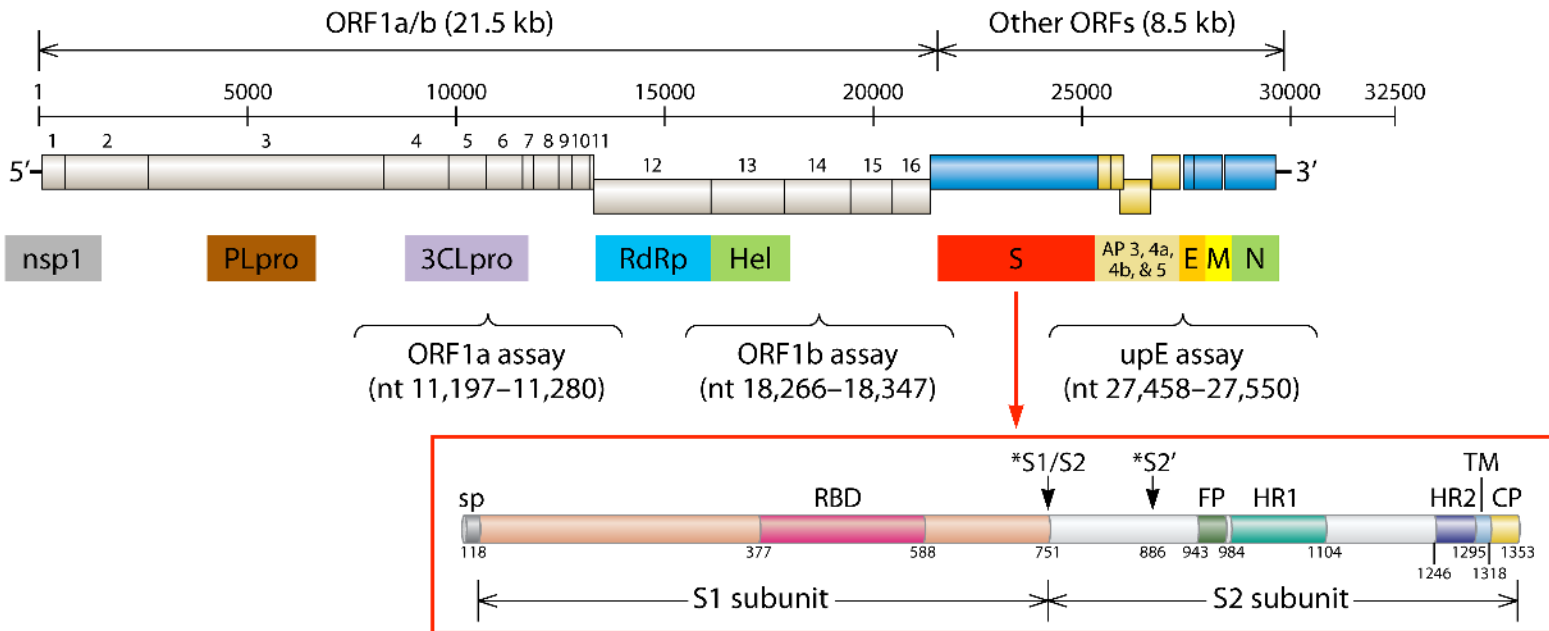 ORF1a/b (21.5 kb) Other ORFs (8.5 kb)
1 5000 10000 15000 20000 25000 30000 32500
1 2 3 4 5 6 7 8 9 10 11
12 13 14 15 16
5′ 3′
nsp1 PLpro 3CLpro RdRp Hel S AP 3, 4a, 4b, & 5 E M N
ORF1a assay ORF1b assay upE assay
(nt 11,197–11,280) (nt 18,266–18,347) (nt 27,458–27,550)
*S1/S2 *S2′ TM
sp RBD FP HR1 HR2 CP
118 377 588 751 886 943 984 1104 1295 1353
1246 1318
S1 subunit S2 subunit